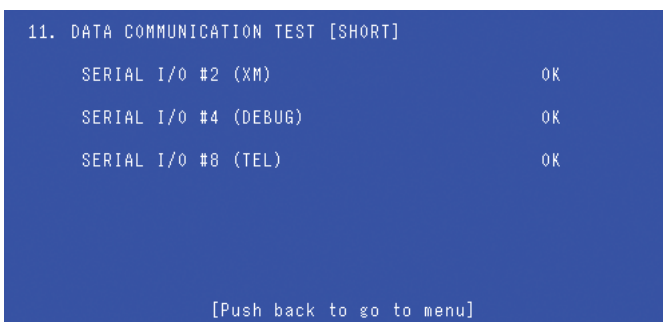 11. DATA COMMUNICATION TEST [SHORT]
SERIAL I/O #2 (XM) OK
SERIAL I/O #4 (DEBUG) OK
SERIAL I/O #8 (TEL) OK
[Push back to go to menu]